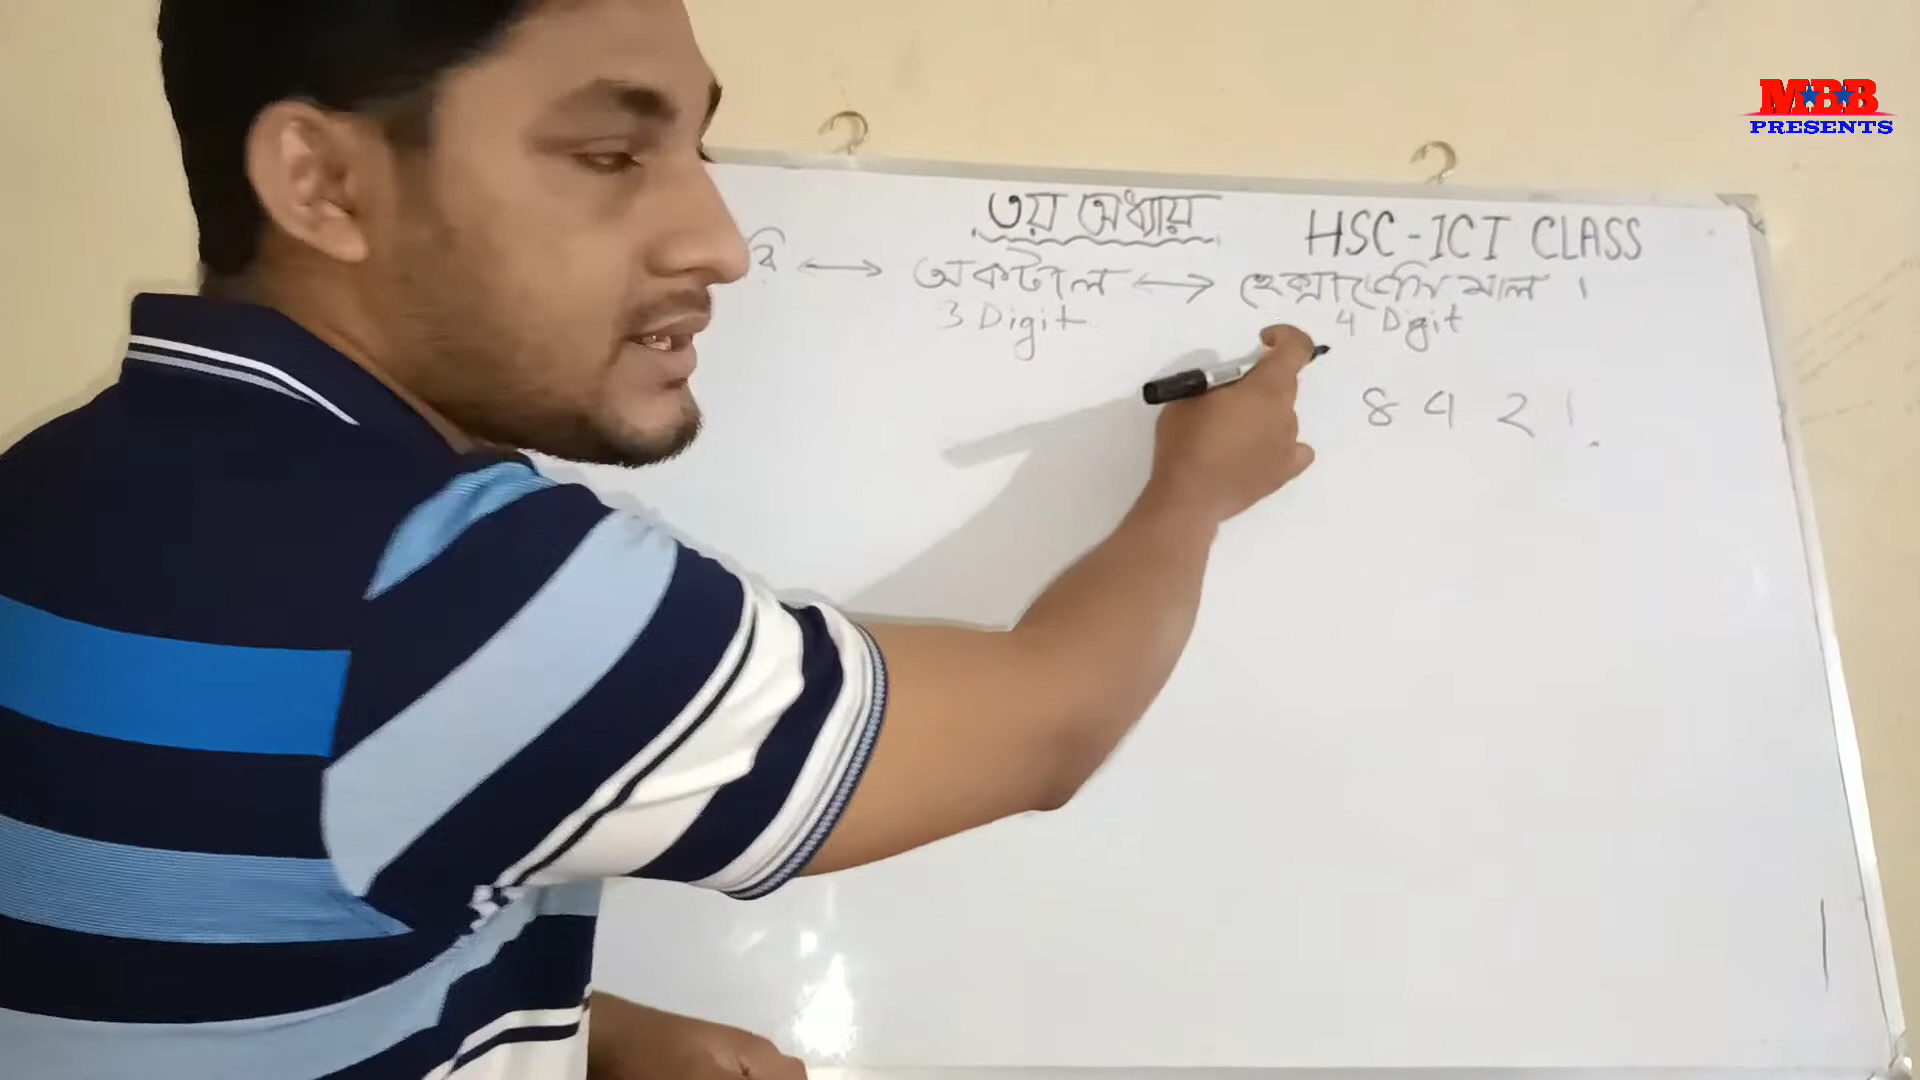 MBB
PRESENTS
৩য় অধ্যায়
HSC-ICT CLASS
↔ অকটাল ↔ হেক্সাডেসিমাল ।
3 Digit
4 Digit
8 4 2 1